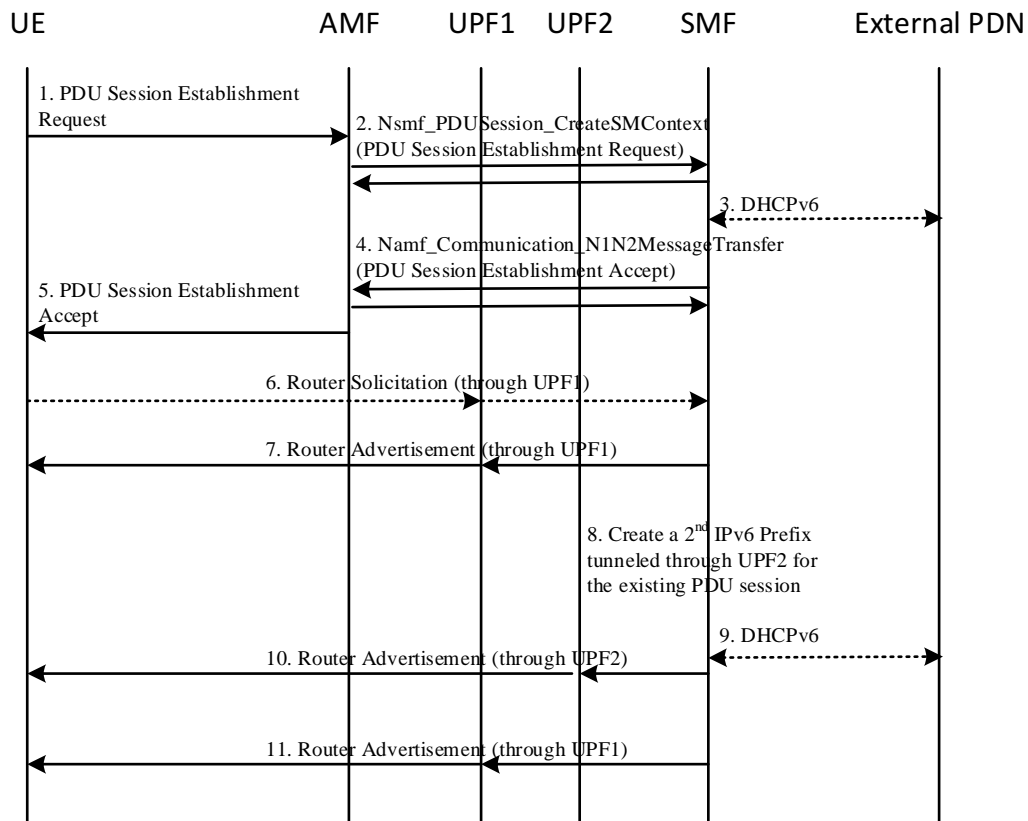 UE AMF UPF1 UPF2 SMF External PDN
1. PDU Session Establishment
Request
2. Nsmf_PDUSession_CreateSMContext
(PDU Session Establishment Request)
3. DHCPv6
4. Namf_Communication_N1N2MessageTransfer
(PDU Session Establishment Accept)
5. PDU Session Establishment
Accept
6. Router Solicitation (through UPF1)
7. Router Advertisement (through UPF1)
8. Create a 2nd IPv6 Prefix
tunneled through UPF2 for
the existing PDU session
9. DHCPv6
10. Router Advertisement (through UPF2)
11. Router Advertisement (through UPF1)